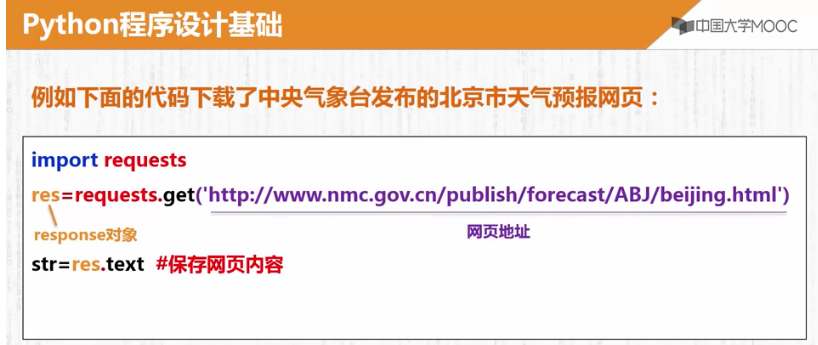 Python程序设计基础
中国大学MOOC
例如下面的代码下载了中央气象台发布的北京市天气预报网页：
import requests
res=requests.get('http://www.nmc.gov.cn/publish/forecast/ABJ/beijing.html')
response对象
网页地址
str=res.text #保存网页内容